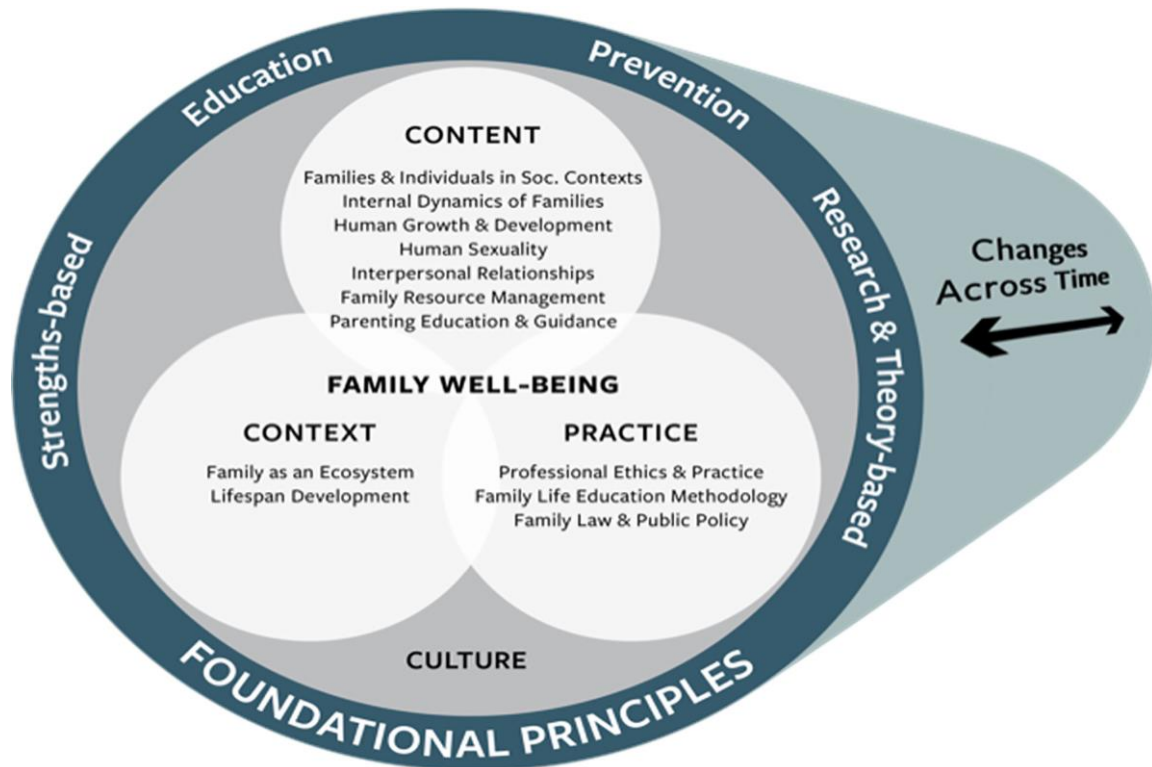 Education
Prevention
Strengths-based
Research & Theory-based
CONTENT
Families & Individuals in Soc. Contexts
Internal Dynamics of Families
Human Growth & Development
Human Sexuality
Interpersonal Relationships
Family Resource Management
Parenting Education & Guidance
Changes
Across Time
FAMILY WELL-BEING
CONTEXT
Family as an Ecosystem
Lifespan Development
PRACTICE
Professional Ethics & Practice
Family Life Education Methodology
Family Law & Public Policy
CULTURE
FOUNDATIONAL PRINCIPLES